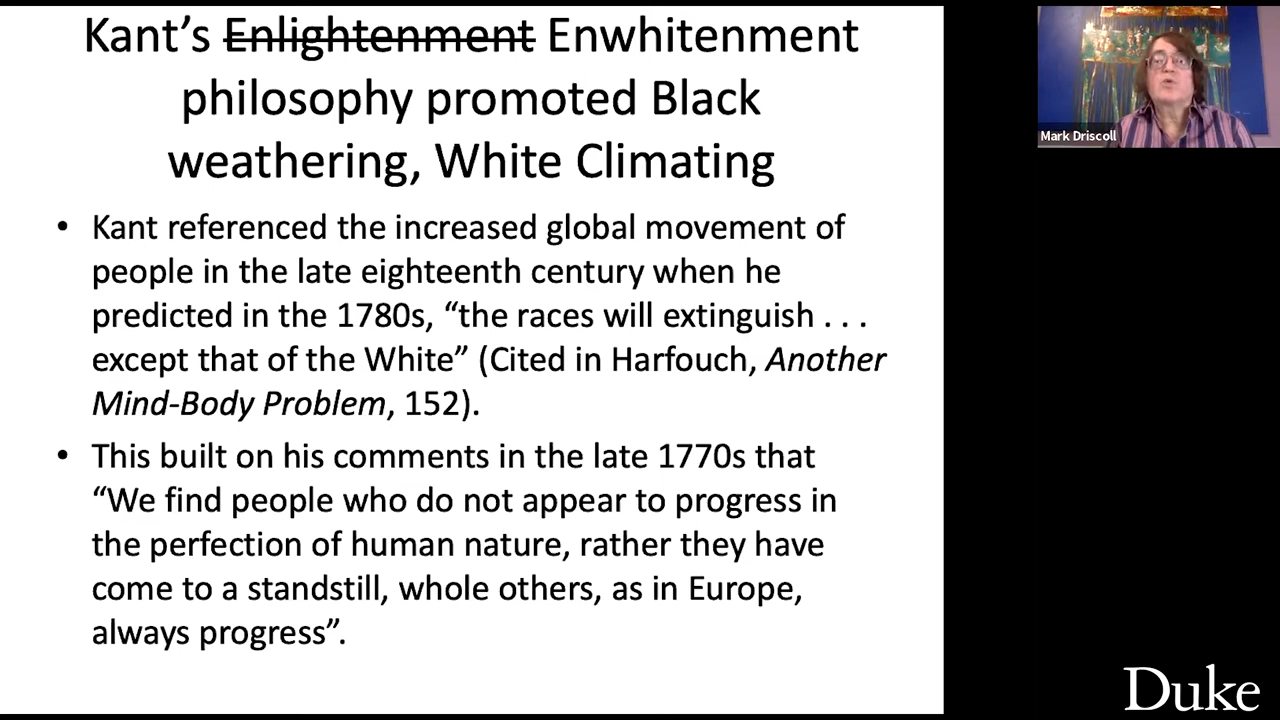 Kant's Enlightenment Enwhitenment
philosophy promoted Black
weathering, White Climating
• Kant referenced the increased global movement of
people in the late eighteenth century when he
predicted in the 1780s, “the races will extinguish . . .
except that of the White” (Cited in Harfouch, Another
Mind-Body Problem, 152).
• This built on his comments in the late 1770s that
“We find people who do not appear to progress in
the perfection of human nature, rather they have
come to a standstill, whole others, as in Europe,
always progress”.
Mark Driscoll
Duke